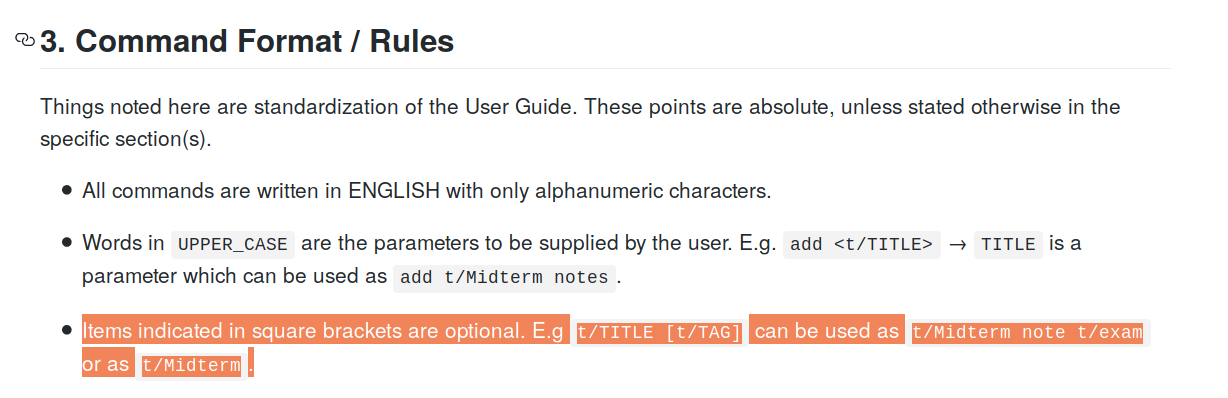 3. Command Format / Rules
Things noted here are standardization of the User Guide. These points are absolute, unless stated otherwise in the
specific section(s).
All commands are written in ENGLISH with only alphanumeric characters.
Words in UPPER_CASE are the parameters to be supplied by the user. E.g. add <t/TITLE> → TITLE is a
parameter which can be used as add t/Midterm notes.
Items indicated in square brackets are optional. E.g t/TITLE [t/TAG] can be used as t/Midterm note t/exam
or as t/Midterm.